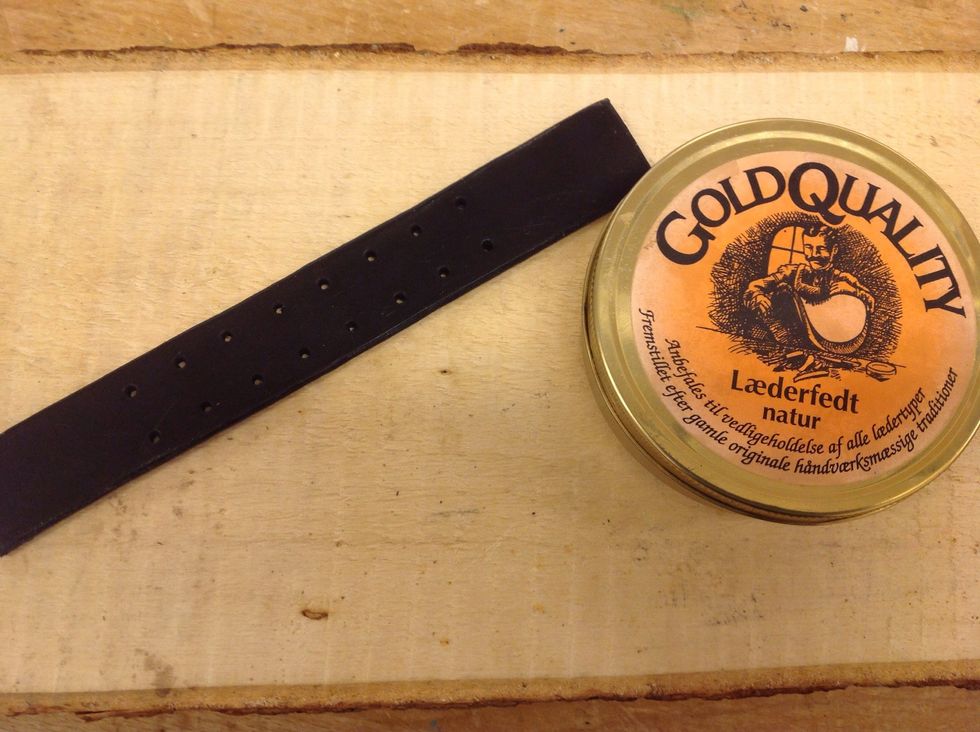 GOLDQUALITY
Læderfedt
natur
Anbefales til vedligeholdelse af alle lædertyper
Fremstillet efter gamle originale håndværksmæssige traditioner